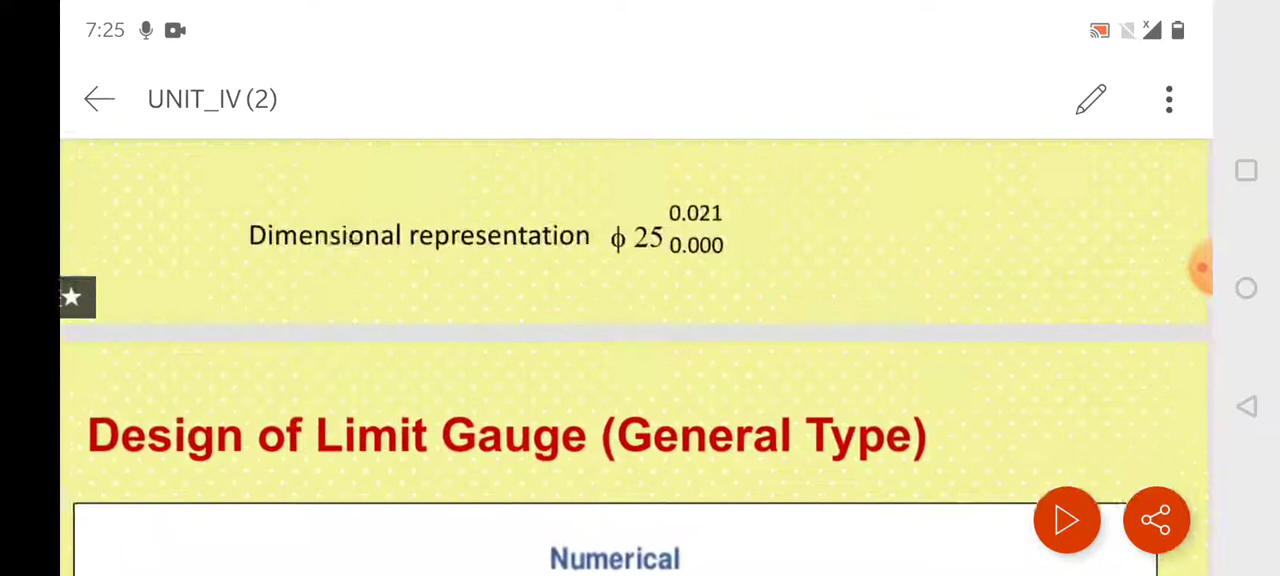 7:25
UNIT_IV (2)
Dimensional representation ϕ 25 0.021
0.000
Design of Limit Gauge (General Type)
Numerical